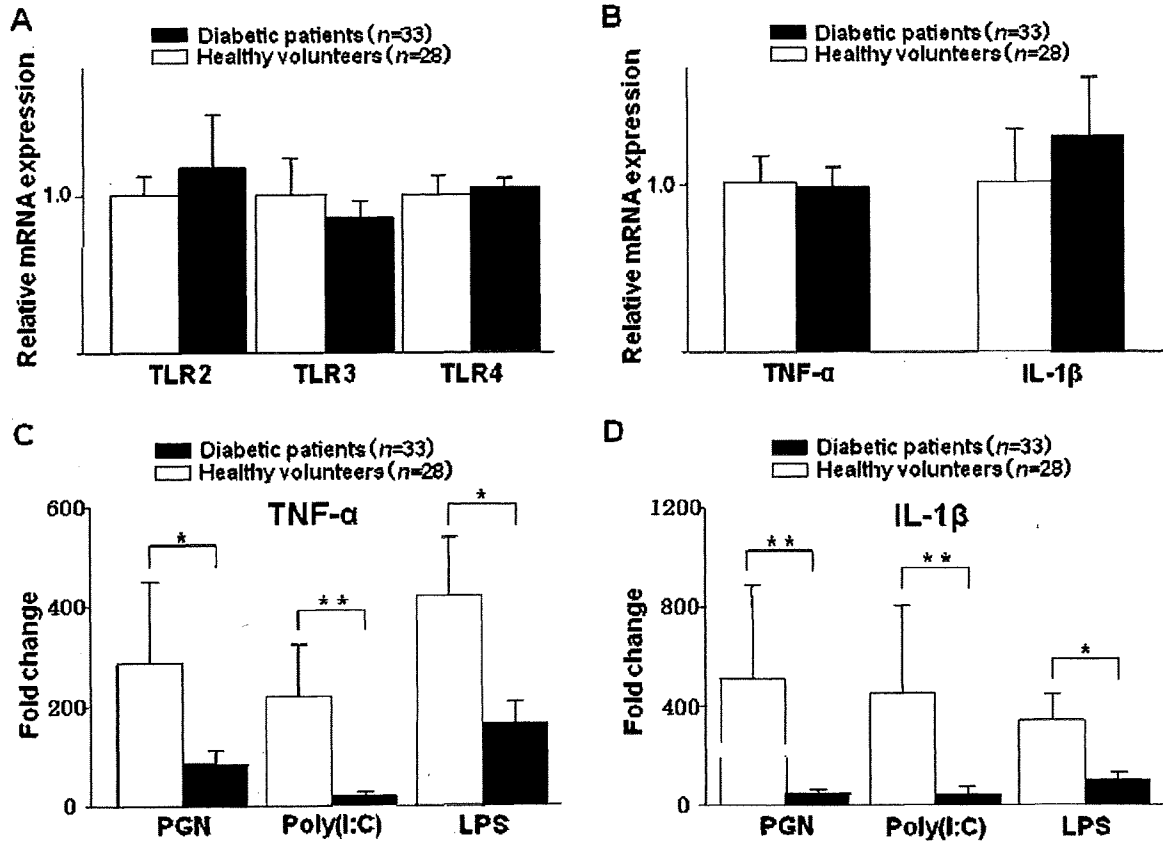 A
Diabetic patients (n=33)
Healthy volunteers (n=28)
Relative mRNA expression
1.0
TLR2 TLR3 TLR4
B
Diabetic patients (n=33)
Healthy volunteers (n=28)
Relative mRNA expression
1.0
TNF-α IL-1β
C
Diabetic patients (n=33)
Healthy volunteers (n=28)
TNF-α
Fold change
600
400
200
0
* ** *
PGN Poly(I:C) LPS
D
Diabetic patients (n=33)
Healthy volunteers (n=28)
IL-1β
Fold change
1200
800
400
0
** ** *
PGN Poly(I:C) LPS